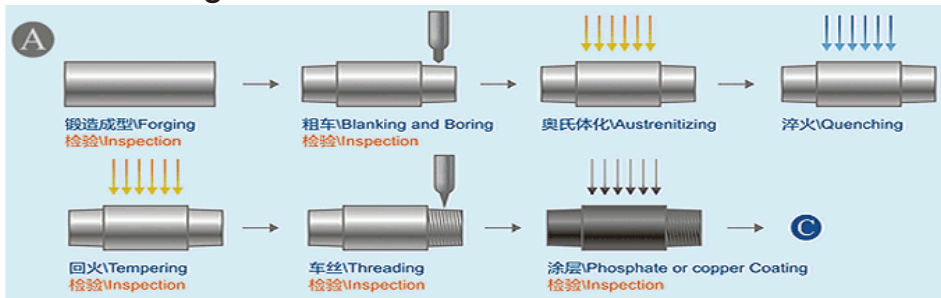 A
锻造成型\Forging
检验\Inspection
粗车\Blanking and Boring
检验\Inspection
奥氏体化\Austrenitizing
淬火\Quenching
回火\Tempering
检验\Inspection
车丝\Threading
检验\Inspection
涂层\Phosphate or copper Coating
检验\Inspection
C